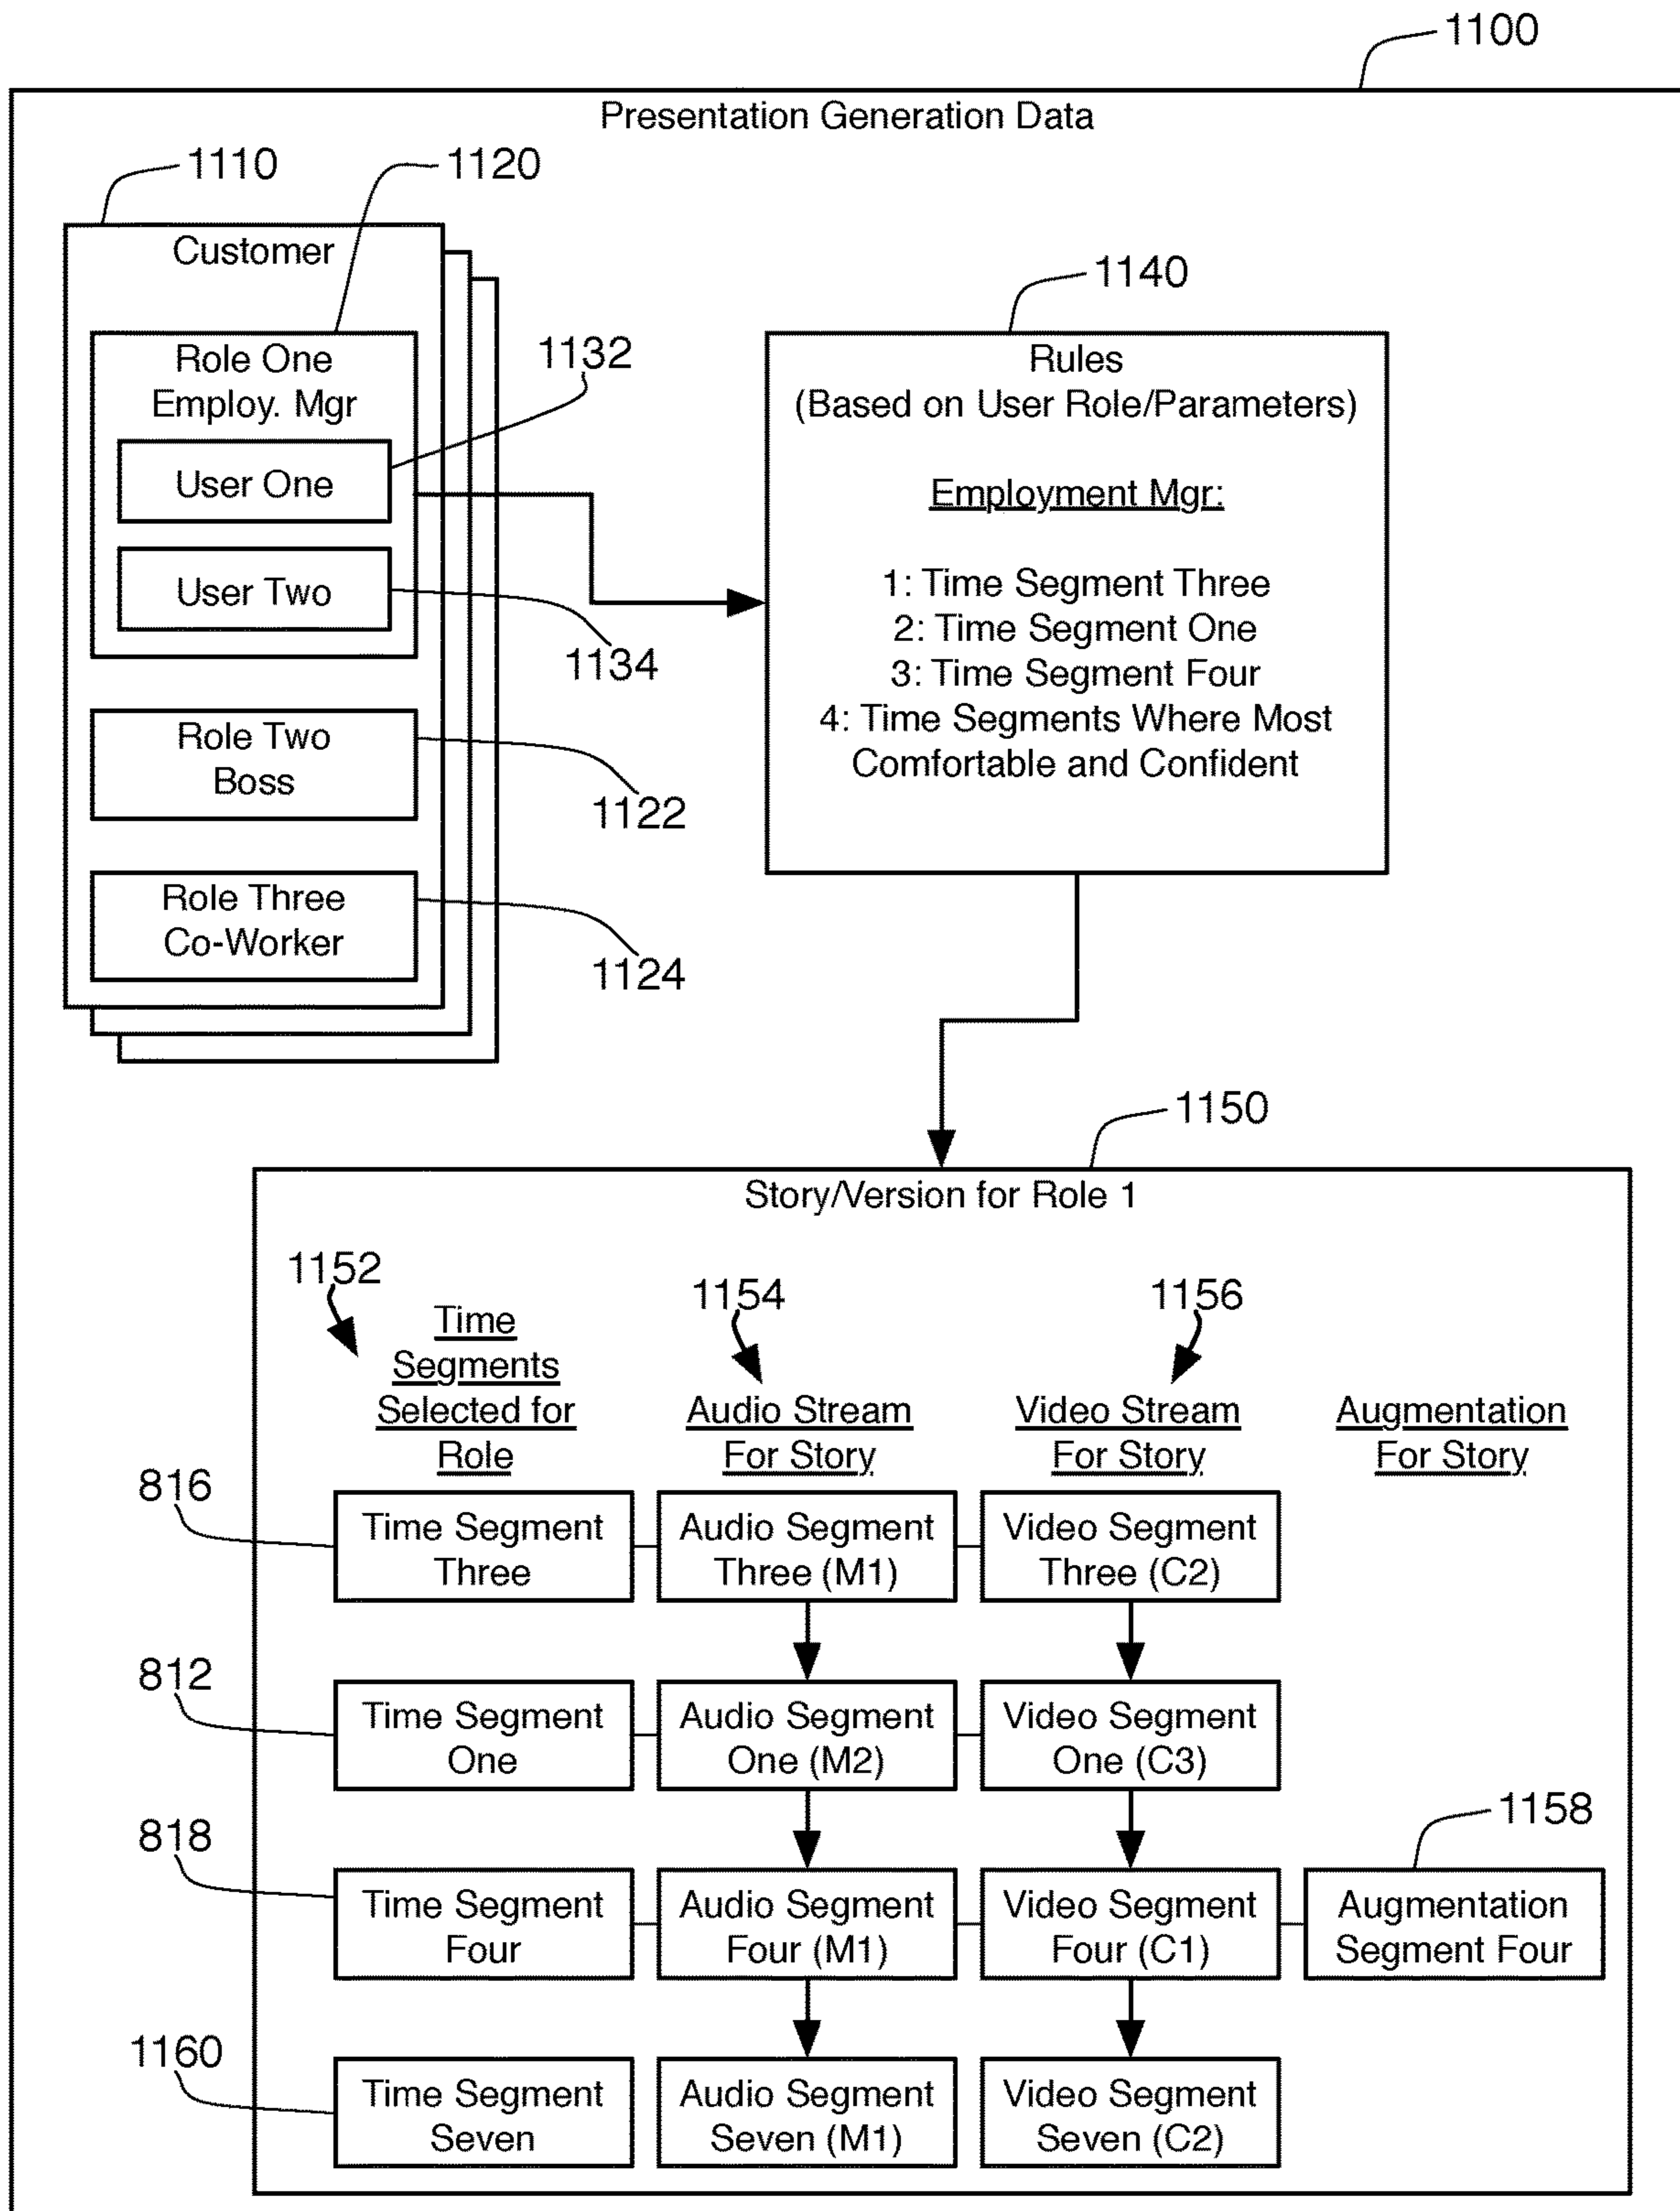 1100
Presentation Generation Data
1110
1120
Customer
Role One
Employ. Mgr
User One
User Two
1132
1134
Role Two
Boss
1122
Role Three
Co-Worker
1124
1140
Rules
(Based on User Role/Parameters)
Employment Mgr:
1: Time Segment Three
2: Time Segment One
3: Time Segment Four
4: Time Segments Where Most
Comfortable and Confident
1150
Story/Version for Role 1
1152
Time
Segments
Selected for
Role
1154
Audio Stream
For Story
1156
Video Stream
For Story
Augmentation
For Story
816
Time Segment
Three
Audio Segment
Three (M1)
Video Segment
Three (C2)
812
Time Segment
One
Audio Segment
One (M2)
Video Segment
One (C3)
818
Time Segment
Four
Audio Segment
Four (M1)
Video Segment
Four (C1)
1158
Augmentation
Segment Four
1160
Time Segment
Seven
Audio Segment
Seven (M1)
Video Segment
Seven (C2)